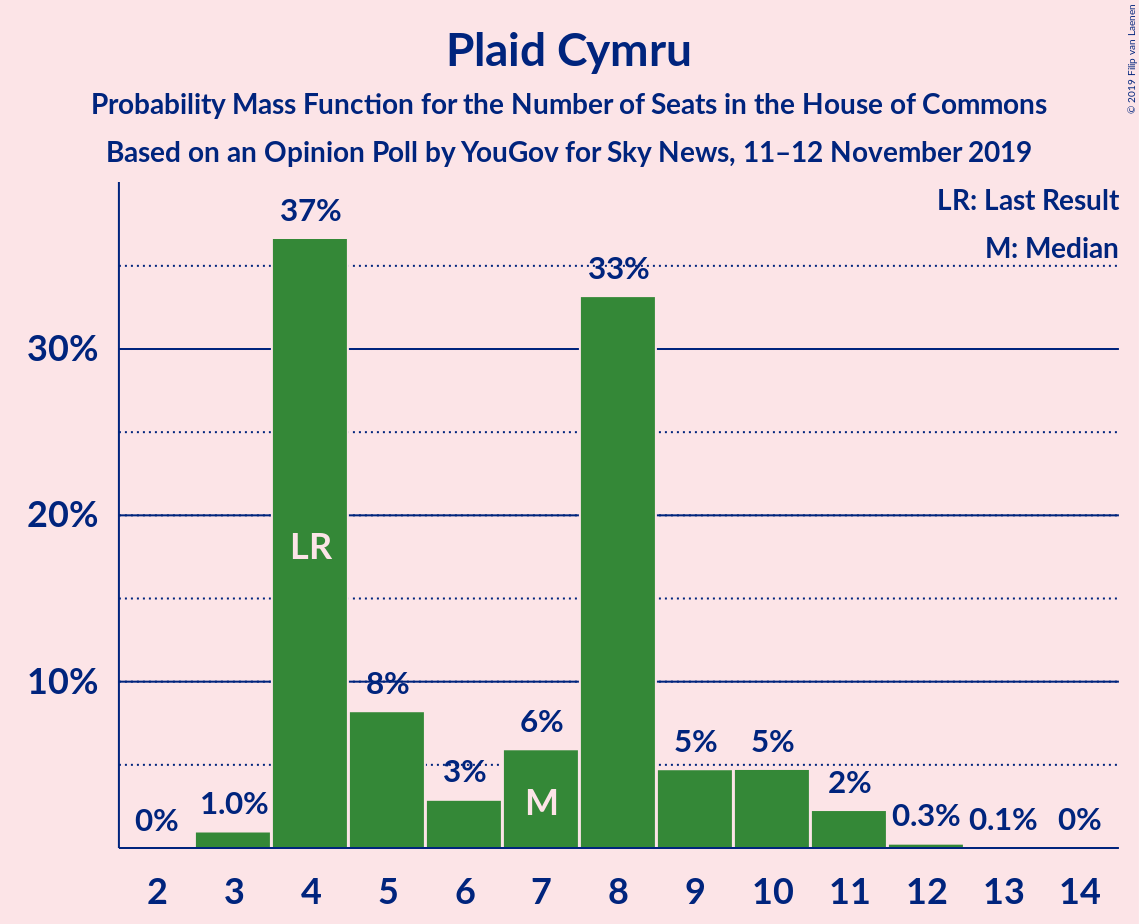 Plaid Cymru
Probability Mass Function for the Number of Seats in the House of Commons
Based on an Opinion Poll by YouGov for Sky News, 11–12 November 2019
© 2019 Filip van Laenen
LR: Last Result
M: Median
37%
33%
30%
LR
20%
10%
8%
6%
3%
5%
5%
2%
M
0%
1.0%
0.3%
0.1%
0%
2 3 4 5 6 7 8 9 10 11 12 13 14